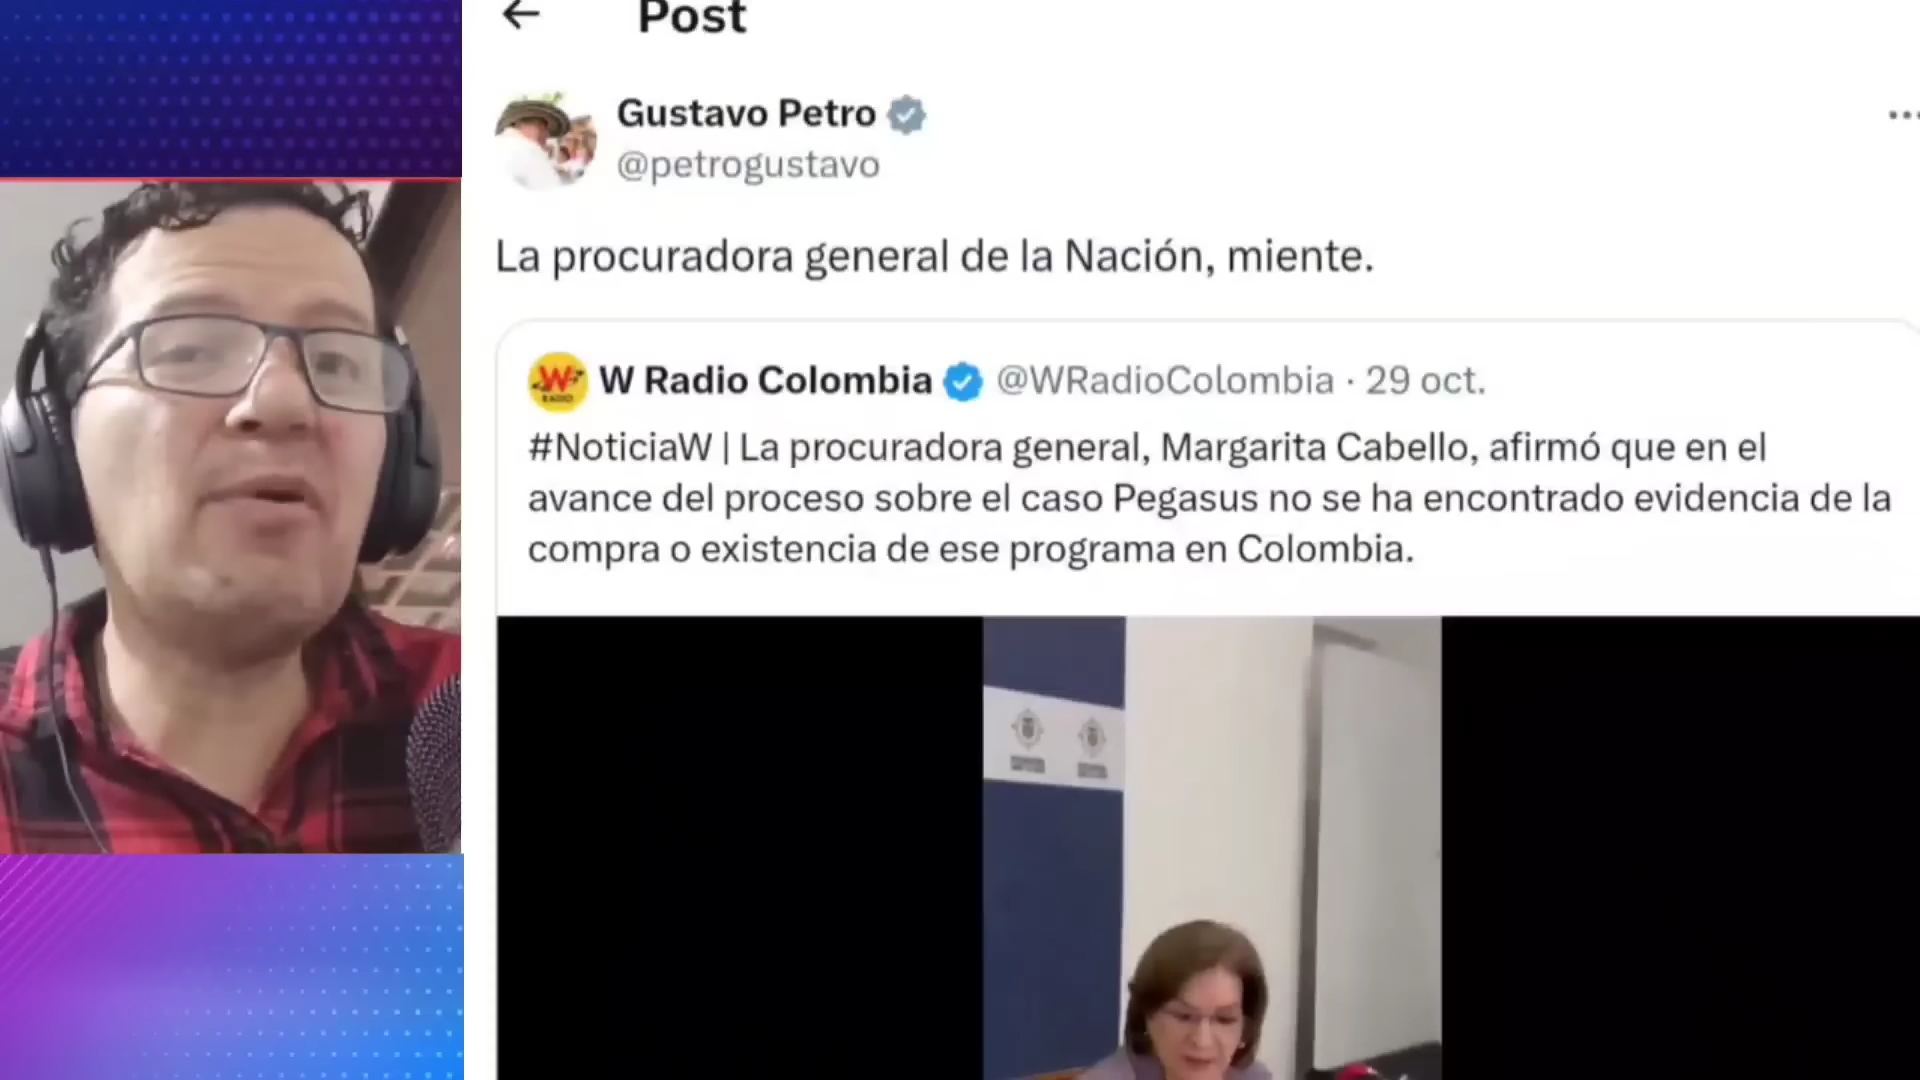 Post
Gustavo Petro
@petrogustavo
La procuradora general de la Nación, miente.
W RADIO
W Radio Colombia @WRadioColombia · 29 oct.
#NoticiaW | La procuradora general, Margarita Cabello, afirmó que en el
avance del proceso sobre el caso Pegasus no se ha encontrado evidencia de la
compra o existencia de ese programa en Colombia.